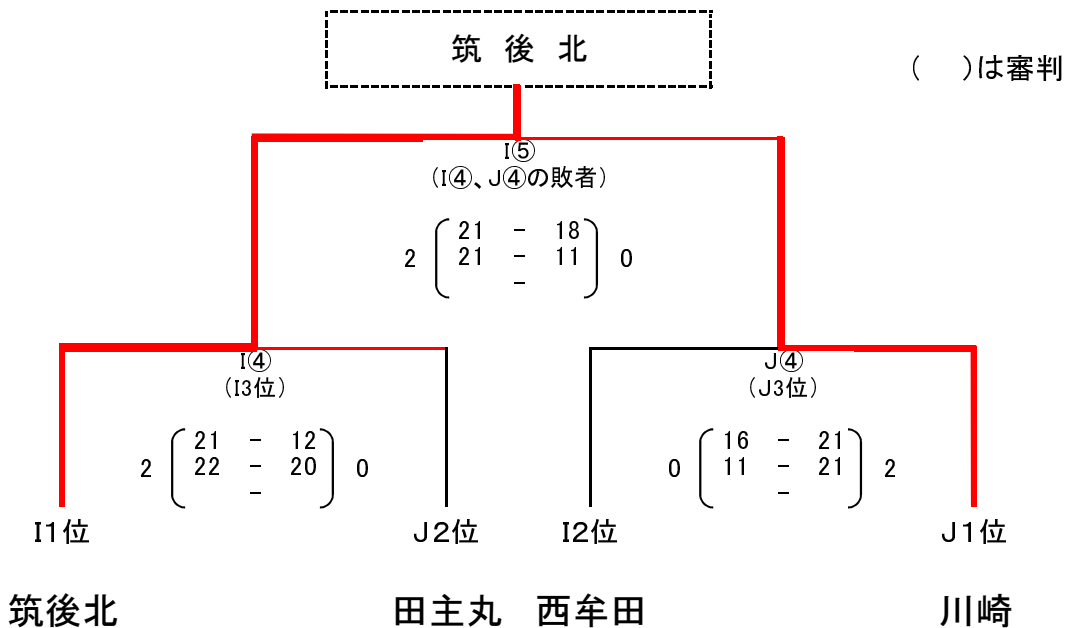 筑後北
(　)は審判
I⑤
(I④、J④の敗者)
21 - 18
2 21 - 11 0
-
I④
(I3位)
21 - 12
2 22 - 20 0
-
J④
(J3位)
16 - 21
0 11 - 21 2
-
I1位 J2位 I2位 J1位
筑後北 田主丸 西牟田 川崎